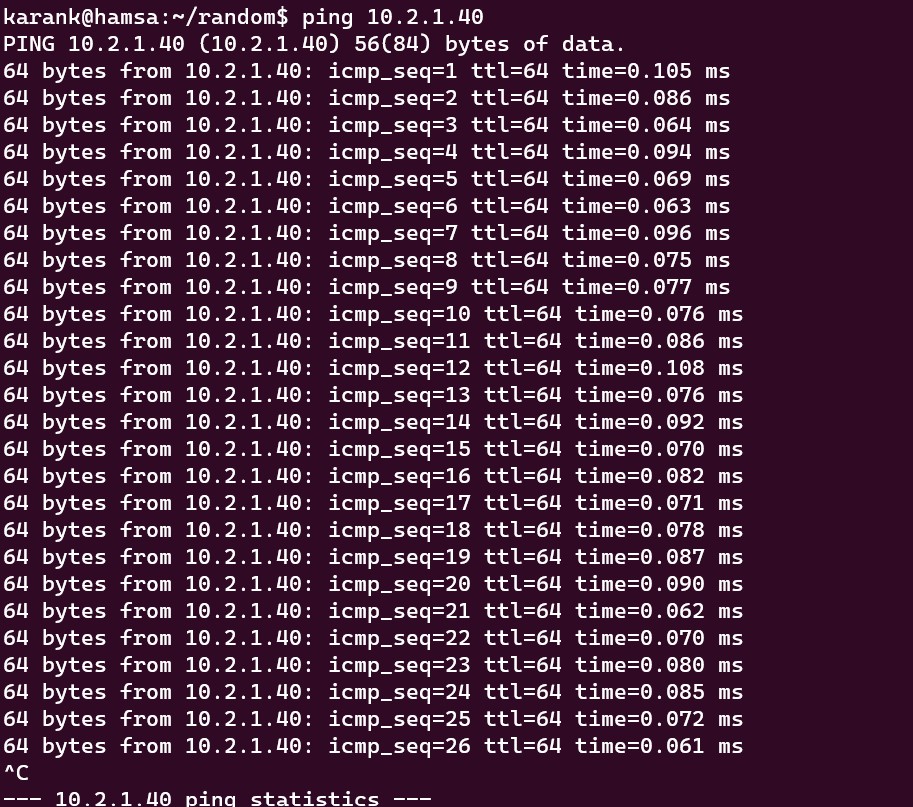 karank@hamsa:~/random$ ping 10.2.1.40
PING 10.2.1.40 (10.2.1.40) 56(84) bytes of data.
64 bytes from 10.2.1.40: icmp_seq=1 ttl=64 time=0.105 ms
64 bytes from 10.2.1.40: icmp_seq=2 ttl=64 time=0.086 ms
64 bytes from 10.2.1.40: icmp_seq=3 ttl=64 time=0.064 ms
64 bytes from 10.2.1.40: icmp_seq=4 ttl=64 time=0.094 ms
64 bytes from 10.2.1.40: icmp_seq=5 ttl=64 time=0.069 ms
64 bytes from 10.2.1.40: icmp_seq=6 ttl=64 time=0.063 ms
64 bytes from 10.2.1.40: icmp_seq=7 ttl=64 time=0.096 ms
64 bytes from 10.2.1.40: icmp_seq=8 ttl=64 time=0.075 ms
64 bytes from 10.2.1.40: icmp_seq=9 ttl=64 time=0.077 ms
64 bytes from 10.2.1.40: icmp_seq=10 ttl=64 time=0.076 ms
64 bytes from 10.2.1.40: icmp_seq=11 ttl=64 time=0.086 ms
64 bytes from 10.2.1.40: icmp_seq=12 ttl=64 time=0.108 ms
64 bytes from 10.2.1.40: icmp_seq=13 ttl=64 time=0.076 ms
64 bytes from 10.2.1.40: icmp_seq=14 ttl=64 time=0.092 ms
64 bytes from 10.2.1.40: icmp_seq=15 ttl=64 time=0.070 ms
64 bytes from 10.2.1.40: icmp_seq=16 ttl=64 time=0.082 ms
64 bytes from 10.2.1.40: icmp_seq=17 ttl=64 time=0.071 ms
64 bytes from 10.2.1.40: icmp_seq=18 ttl=64 time=0.078 ms
64 bytes from 10.2.1.40: icmp_seq=19 ttl=64 time=0.087 ms
64 bytes from 10.2.1.40: icmp_seq=20 ttl=64 time=0.090 ms
64 bytes from 10.2.1.40: icmp_seq=21 ttl=64 time=0.062 ms
64 bytes from 10.2.1.40: icmp_seq=22 ttl=64 time=0.070 ms
64 bytes from 10.2.1.40: icmp_seq=23 ttl=64 time=0.080 ms
64 bytes from 10.2.1.40: icmp_seq=24 ttl=64 time=0.085 ms
64 bytes from 10.2.1.40: icmp_seq=25 ttl=64 time=0.072 ms
64 bytes from 10.2.1.40: icmp_seq=26 ttl=64 time=0.061 ms
^C
--- 10.2.1.40 ping statistics ---